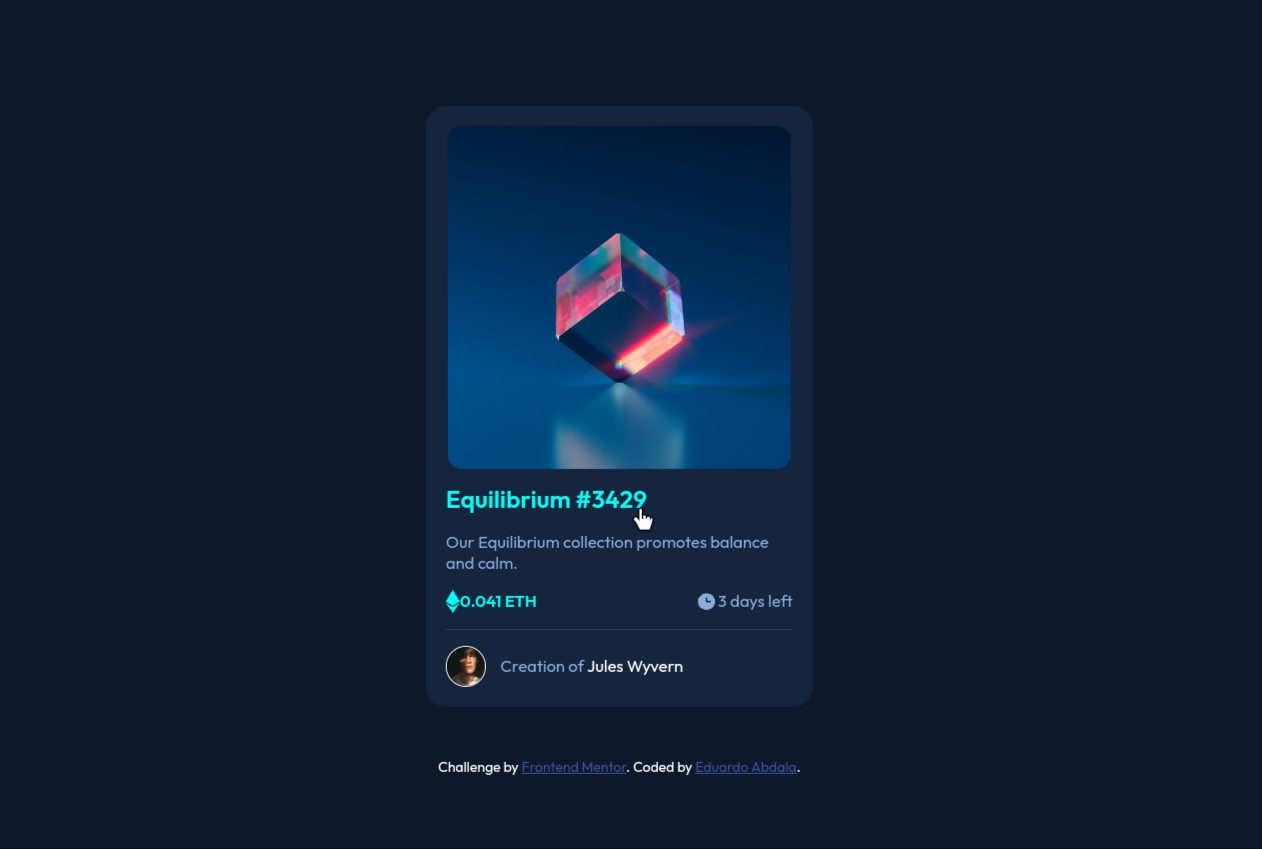 Equilibrium #3429
Our Equilibrium collection promotes balance
and calm.
0.041 ETH
3 days left
Creation of Jules Wyvern
Challenge by Frontend Mentor. Coded by Eduardo Abdala.